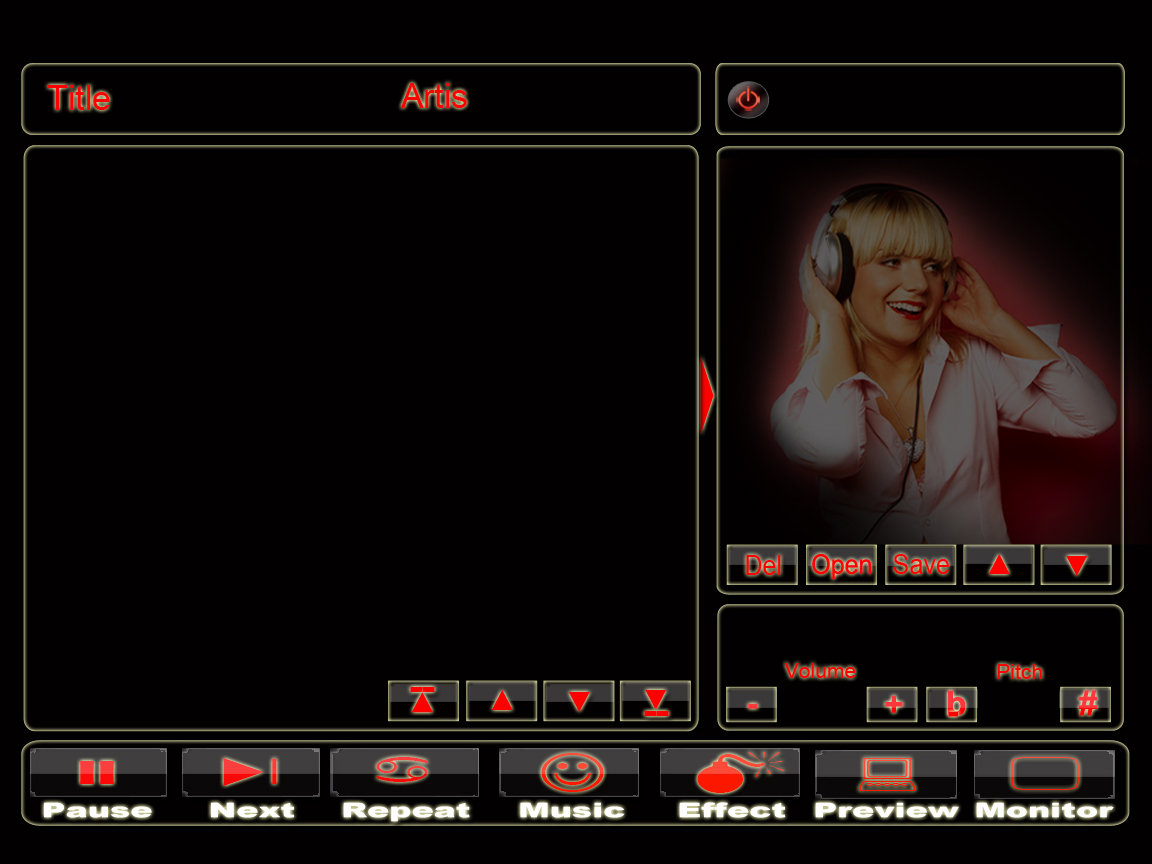 Title Artis
Del Open Save
Volume Pitch
- + b #
Pause Next Repeat Music Effect Preview Monitor